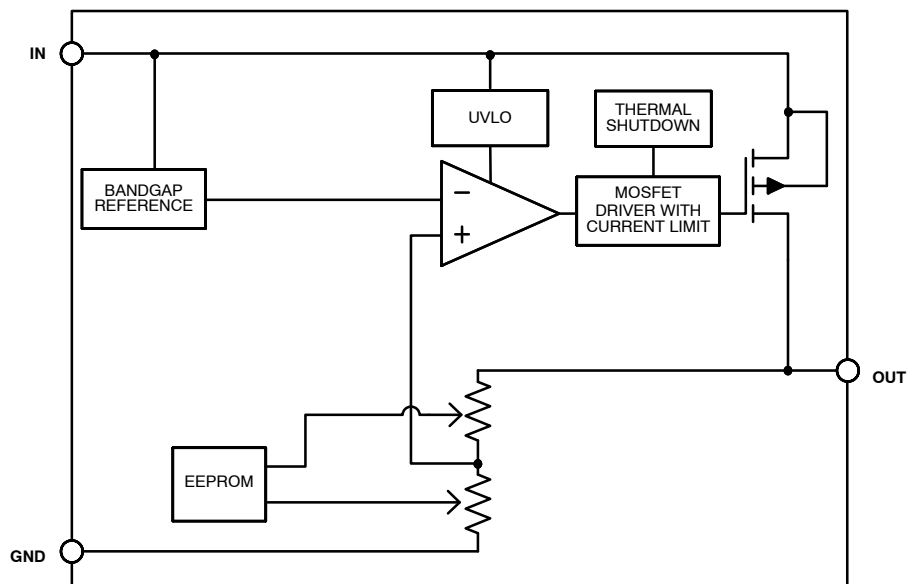 IN
UVLO
THERMAL
SHUTDOWN
BANDGAP
REFERENCE
−
+
MOSFET
DRIVER WITH
CURRENT LIMIT
OUT
EEPROM
GND